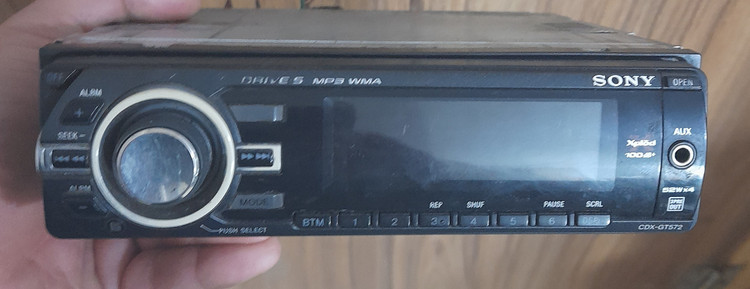 DRIVE S MP3 WMA
SONY
OPEN
ALBM
+
SEEK -
AUX
Xplōd
100dB+
ALBM
-
MODE
52W×4
REP SHUF PAUSE SCRL
BTM 1 2 3 4 5 6
PUSH SELECT
CDX-GT572